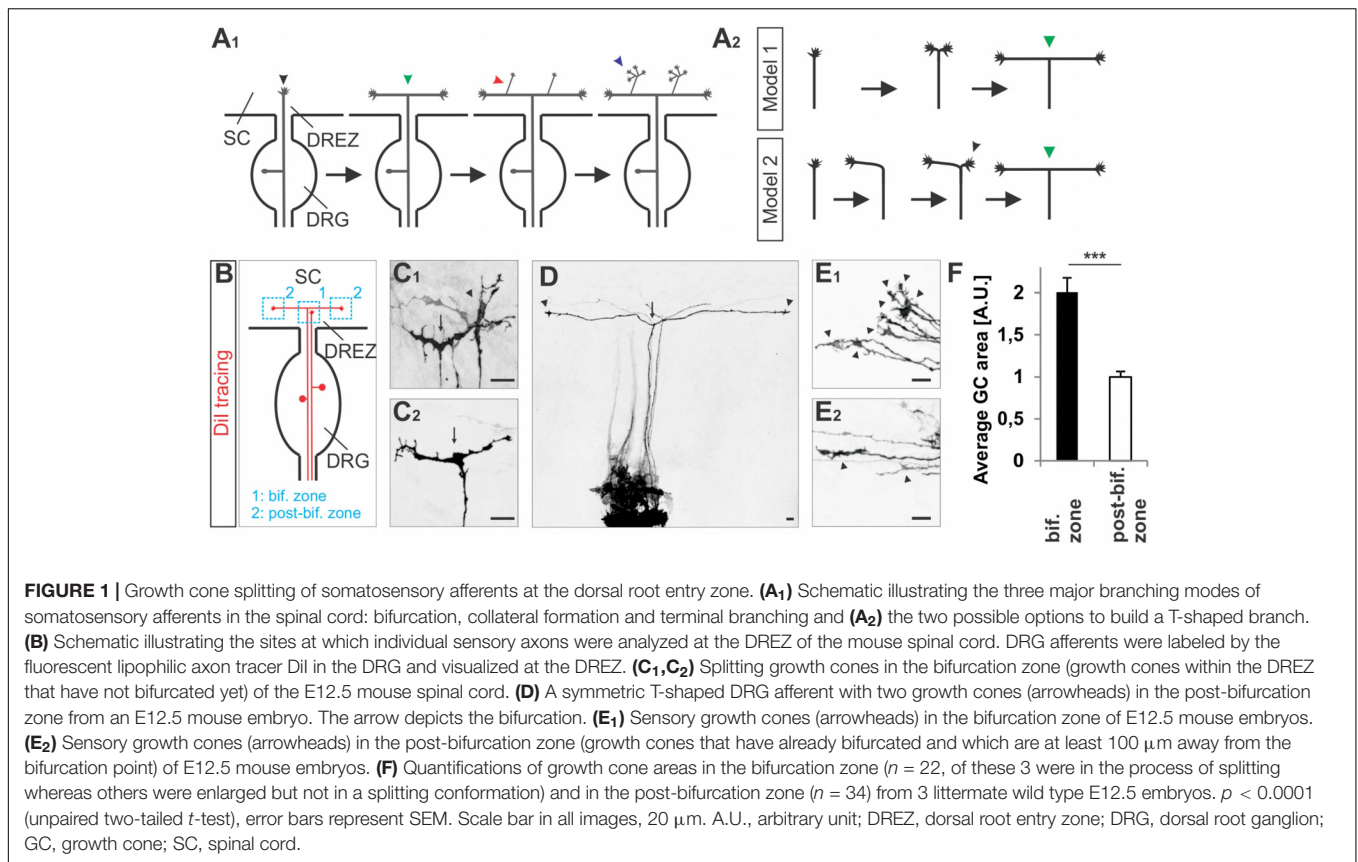 A1
SC
DREZ
DRG
A2
Model 1
Model 2
B
DiI tracing
SC
2 1 2
DREZ
DRG
1: bif. zone
2: post-bif. zone
C1
C2
D
E1
E2
F
***
Average GC area [A.U.]
2
1,5
1
0,5
0
bif.
zone
post-bif.
zone
FIGURE 1 | Growth cone splitting of somatosensory afferents at the dorsal root entry zone. (A1) Schematic illustrating the three major branching modes of
somatosensory afferents in the spinal cord: bifurcation, collateral formation and terminal branching and (A2) the two possible options to build a T-shaped branch.
(B) Schematic illustrating the sites at which individual sensory axons were analyzed at the DREZ of the mouse spinal cord. DRG afferents were labeled by the
fluorescent lipophilic axon tracer DiI in the DRG and visualized at the DREZ. (C1,C2) Splitting growth cones in the bifurcation zone (growth cones within the DREZ
that have not bifurcated yet) of the E12.5 mouse spinal cord. (D) A symmetric T-shaped DRG afferent with two growth cones (arrowheads) in the post-bifurcation
zone from an E12.5 mouse embryo. The arrow depicts the bifurcation. (E1) Sensory growth cones (arrowheads) in the bifurcation zone of E12.5 mouse embryos.
(E2) Sensory growth cones (arrowheads) in the post-bifurcation zone (growth cones that have already bifurcated and which are at least 100 μm away from the
bifurcation point) of E12.5 mouse embryos. (F) Quantifications of growth cone areas in the bifurcation zone (n = 22, of these 3 were in the process of splitting
whereas others were enlarged but not in a splitting conformation) and in the post-bifurcation zone (n = 34) from 3 littermate wild type E12.5 embryos. p < 0.0001
(unpaired two-tailed t-test), error bars represent SEM. Scale bar in all images, 20 μm. A.U., arbitrary unit; DREZ, dorsal root entry zone; DRG, dorsal root ganglion;
GC, growth cone; SC, spinal cord.